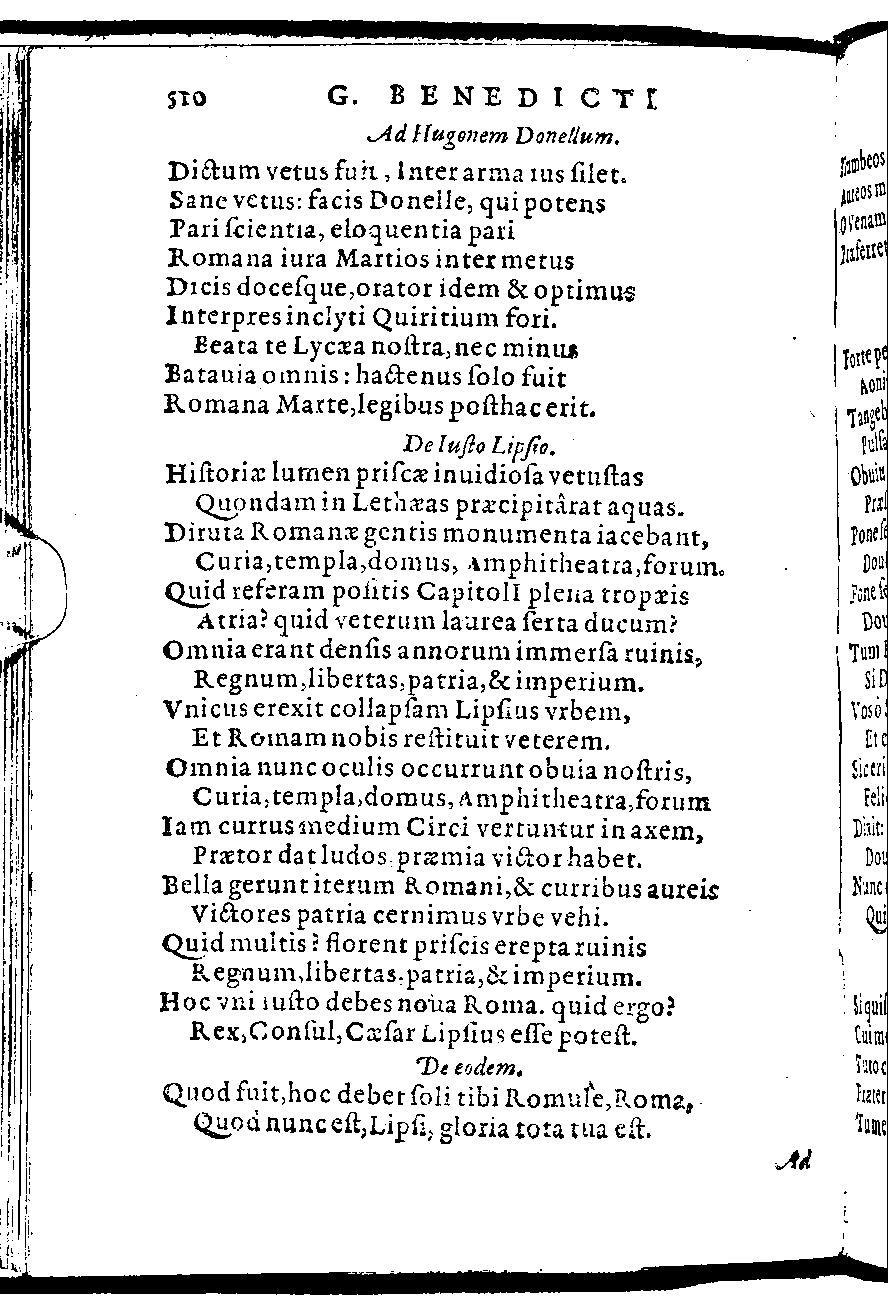 510 G. BENEDICTI
Ad Hugonem Donellum.
Dictum vetus fuit, Inter arma ius ſilet.
Sane vetus: facis Donelle, qui potens
Pari ſcientia, eloquentia pari
Romana iura Martios inter metus
Dicis doceſque, orator idem & optimus
Interpres inclyti Quiritium fori.
Beata te Lycæa noſtra, nec minus
Batauia omnis: hactenus ſolo fuit
Romana Marte, legibus poſthac erit.
De Iuſto Lipſio.
Hiſtoriæ lumen priſcæ inuidioſa vetuſtas
Quondam in Lethæas præcipitârat aquas.
Diruta Romanæ gentis monumenta iacebant,
Curia, templa, domus, Amphitheatra, forum.
Quid referam poſitis CapitolI plena tropæis
Atria? quid veterum laurea ſerta ducum?
Omnia erant denſis annorum immerſa ruinis,
Regnum, libertas, patria, & imperium.
Vnicus erexit collapſam Lipſius vrbem,
Et Romam nobis reſtituit veterem.
Omnia nunc oculis occurrunt obuia noſtris,
Curia, templa, domus, Amphitheatra, forum
Iam currus medium Circi vertuntur in axem,
Prætor dat ludos. præmia victor habet.
Bella gerunt iterum Romani, & curribus aureis
Victores patria cernimus vrbe vehi.
Quid multis? florent priſcis erepta ruinis
Regnum, libertas, patria, & imperium.
Hoc vni iuſto debes noua Roma. quid ergo?
Rex, Conſul, Cæſar Lipſius eſſe poteſt.
De eodem.
Quod fuit, hoc debet ſoli tibi Romule, Roma,
Quod nunc eſt, Lipſi, gloria tota tua eſt.
Ad